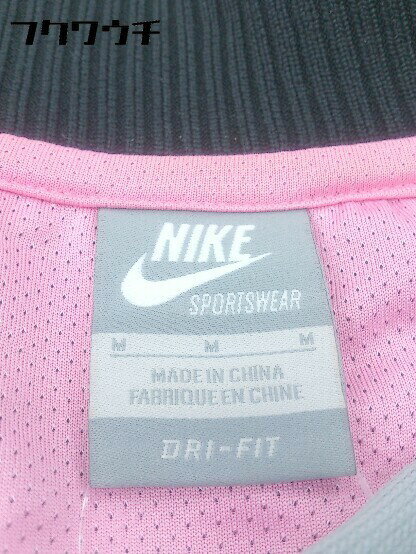 フクワウチ
NIKE
SPORTSWEAR
M M M
MADE IN CHINA
FABRIQUE EN CHINE
DRI-FIT